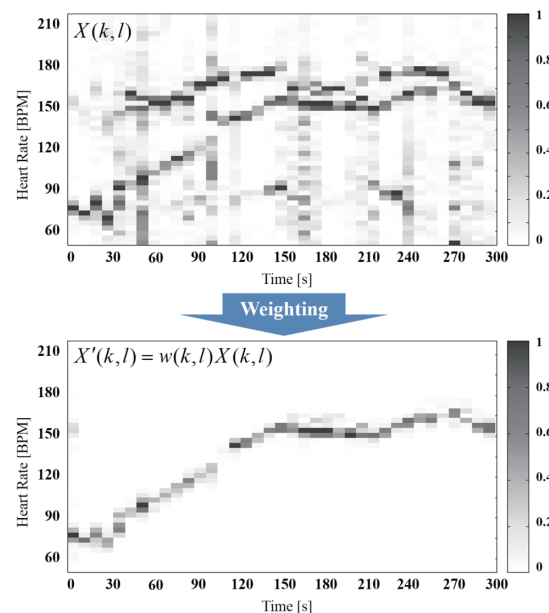 X(k,l)
210
180
150
120
90
60
Heart Rate [BPM]
0 30 60 90 120 150 180 210 240 270 300
Time [s]
1
0.8
0.6
0.4
0.2
0
Weighting
X′(k,l) = w(k,l)X(k,l)
210
180
150
120
90
60
Heart Rate [BPM]
0 30 60 90 120 150 180 210 240 270 300
Time [s]
1
0.8
0.6
0.4
0.2
0